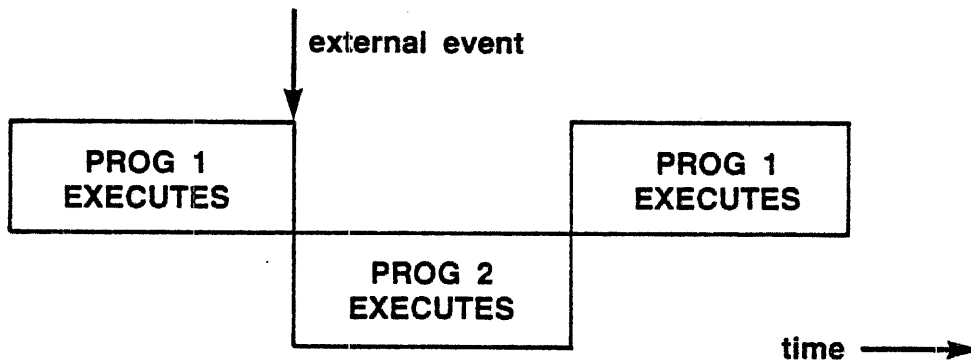 external event
PROG 1
EXECUTES
PROG 1
EXECUTES
PROG 2
EXECUTES
time